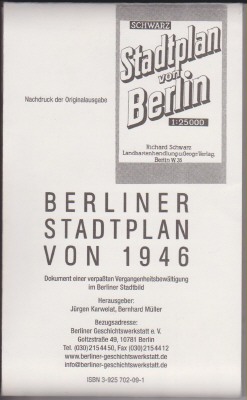 SCHWARZ
Stadtplan
von
Berlin
1:25000
Richard Schwarz
Landkartenhandlung u. Geogr. Verlag,
Berlin W 35
Nachdruck der Originalausgabe
BERLINER
STADTPLAN
VON 1946
Dokument einer verpaßten Vergangenheitsbewältigung
im Berliner Stadtbild
Herausgeber:
Jürgen Karwelat, Bernhard Müller
Bezugsadresse:
Berliner Geschichtswerkstatt e. V.
Goltzstraße 49, 10781 Berlin
Tel. (030) 215 44 50, Fax (030) 215 44 12
www.berliner-geschichtswerkstatt.de
info@berliner-geschichtswerkstatt.de
ISBN 3-925 702-09-1